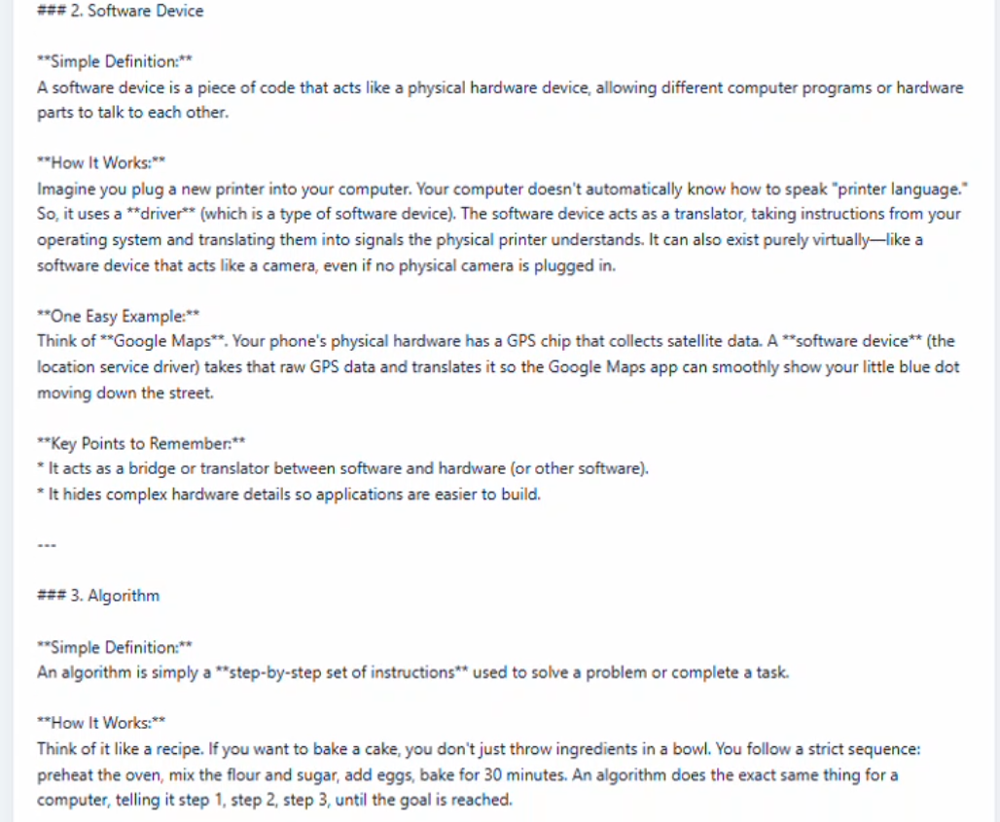 ### 2. Software Device
**Simple Definition:**
A software device is a piece of code that acts like a physical hardware device, allowing different computer programs or hardware
parts to talk to each other.
**How It Works:**
Imagine you plug a new printer into your computer. Your computer doesn't automatically know how to speak "printer language."
So, it uses a **driver** (which is a type of software device). The software device acts as a translator, taking instructions from your
operating system and translating them into signals the physical printer understands. It can also exist purely virtually—like a
software device that acts like a camera, even if no physical camera is plugged in.
**One Easy Example:**
Think of **Google Maps**. Your phone's physical hardware has a GPS chip that collects satellite data. A **software device** (the
location service driver) takes that raw GPS data and translates it so the Google Maps app can smoothly show your little blue dot
moving down the street.
**Key Points to Remember:**
* It acts as a bridge or translator between software and hardware (or other software).
* It hides complex hardware details so applications are easier to build.
---
### 3. Algorithm
**Simple Definition:**
An algorithm is simply a **step-by-step set of instructions** used to solve a problem or complete a task.
**How It Works:**
Think of it like a recipe. If you want to bake a cake, you don't just throw ingredients in a bowl. You follow a strict sequence:
preheat the oven, mix the flour and sugar, add eggs, bake for 30 minutes. An algorithm does the exact same thing for a
computer, telling it step 1, step 2, step 3, until the goal is reached.